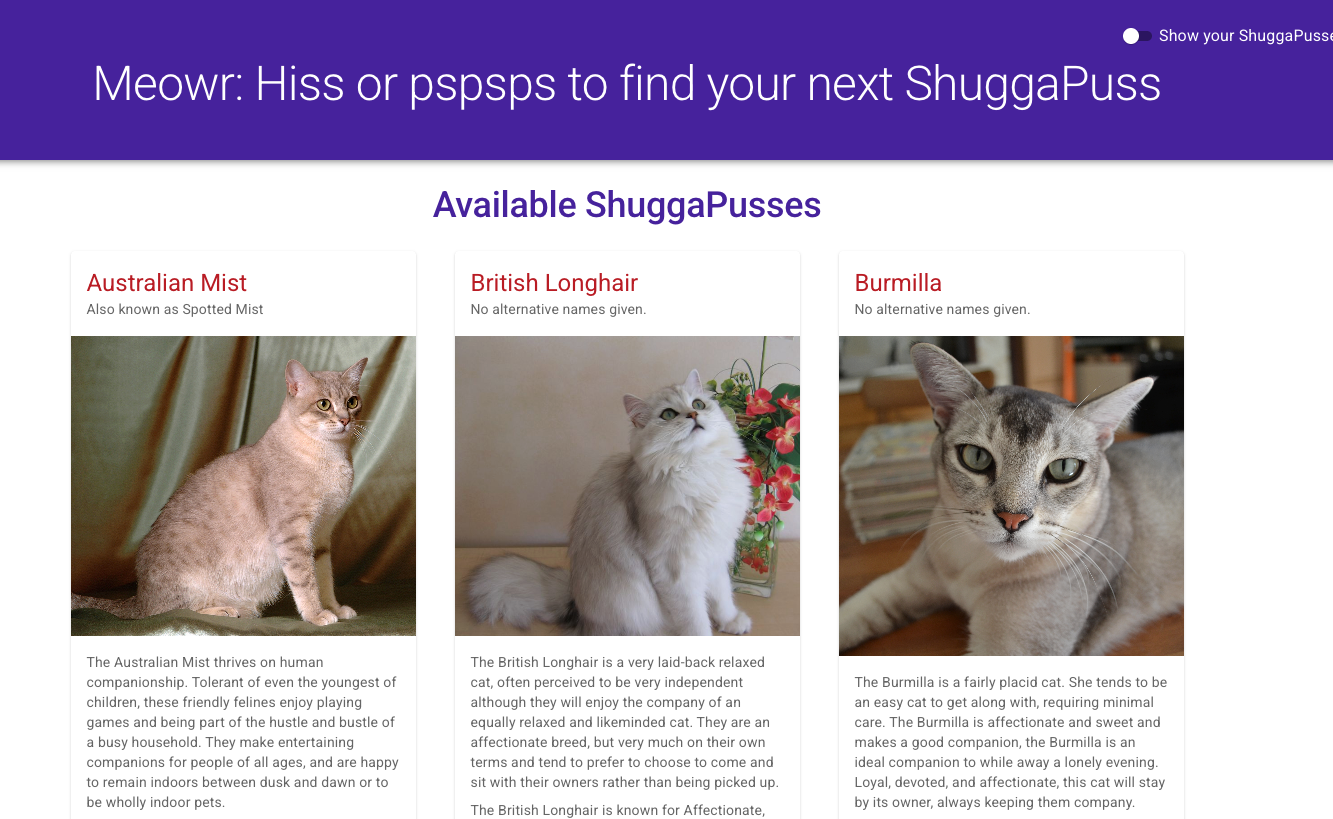 Show your ShuggaPusse
Meowr: Hiss or pspsps to find your next ShuggaPuss
Available ShuggaPusses
Australian Mist
Also known as Spotted Mist
The Australian Mist thrives on human
companionship. Tolerant of even the youngest of
children, these friendly felines enjoy playing
games and being part of the hustle and bustle of
a busy household. They make entertaining
companions for people of all ages, and are happy
to remain indoors between dusk and dawn or to
be wholly indoor pets.
British Longhair
No alternative names given.
The British Longhair is a very laid-back relaxed
cat, often perceived to be very independent
although they will enjoy the company of an
equally relaxed and likeminded cat. They are an
affectionate breed, but very much on their own
terms and tend to prefer to choose to come and
sit with their owners rather than being picked up.
The British Longhair is known for Affectionate,
Burmilla
No alternative names given.
The Burmilla is a fairly placid cat. She tends to be
an easy cat to get along with, requiring minimal
care. The Burmilla is affectionate and sweet and
makes a good companion, the Burmilla is an
ideal companion to while away a lonely evening.
Loyal, devoted, and affectionate, this cat will stay
by its owner, always keeping them company.